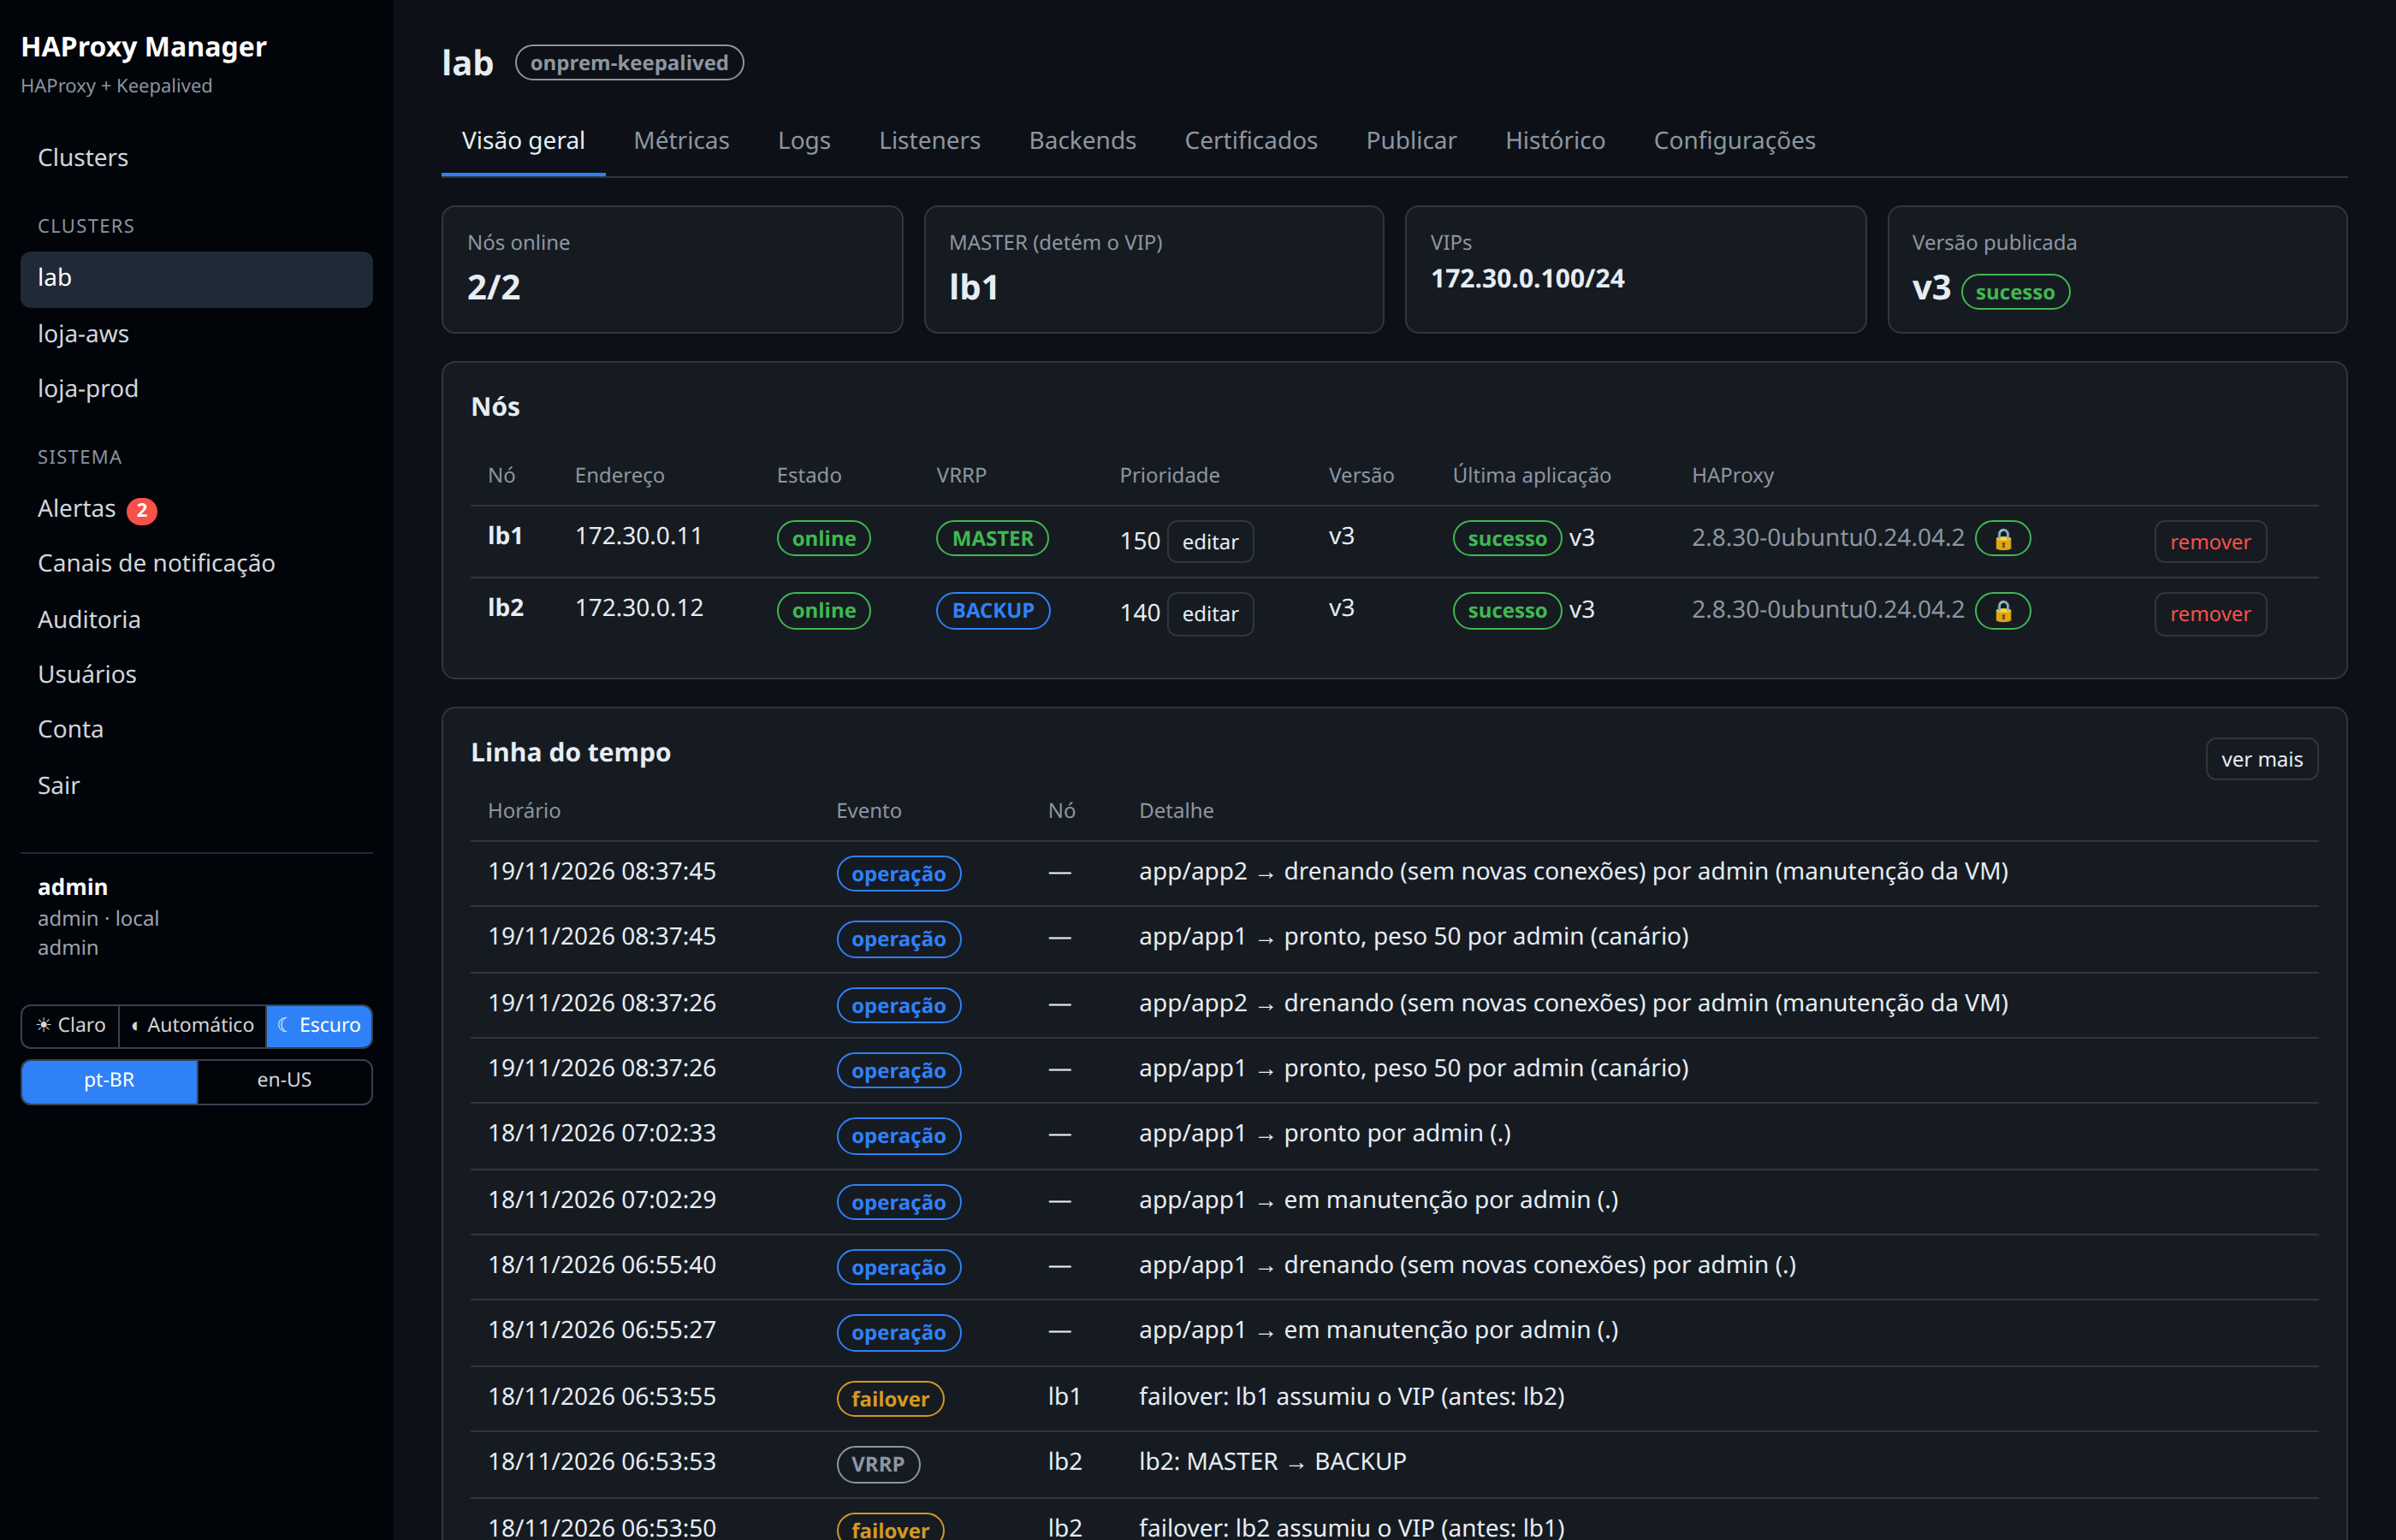 HAProxy Manager
HAProxy + Keepalived
Clusters
CLUSTERS
lab
loja-aws
loja-prod
SISTEMA
Alertas 2
Canais de notificação
Auditoria
Usuários
Conta
Sair
admin
admin · local
admin
☀ Claro Automático ☾ Escuro
pt-BR en-US
lab onprem-keepalived
Visão geral Métricas Logs Listeners Backends Certificados Publicar Histórico Configurações
Nós online
2/2
MASTER (detém o VIP)
lb1
VIPs
172.30.0.100/24
Versão publicada
v3 sucesso
Nós
Nó Endereço Estado VRRP Prioridade Versão Última aplicação HAProxy
lb1 172.30.0.11 online MASTER 150 editar v3 sucesso v3 2.8.30-0ubuntu0.24.04.2 🔒 remover
lb2 172.30.0.12 online BACKUP 140 editar v3 sucesso v3 2.8.30-0ubuntu0.24.04.2 🔒 remover
Linha do tempo ver mais
Horário Evento Nó Detalhe
19/11/2026 08:37:45 operação — app/app2 → drenando (sem novas conexões) por admin (manutenção da VM)
19/11/2026 08:37:45 operação — app/app1 → pronto, peso 50 por admin (canário)
19/11/2026 08:37:26 operação — app/app2 → drenando (sem novas conexões) por admin (manutenção da VM)
19/11/2026 08:37:26 operação — app/app1 → pronto, peso 50 por admin (canário)
18/11/2026 07:02:33 operação — app/app1 → pronto por admin (.)
18/11/2026 07:02:29 operação — app/app1 → em manutenção por admin (.)
18/11/2026 06:55:40 operação — app/app1 → drenando (sem novas conexões) por admin (.)
18/11/2026 06:55:27 operação — app/app1 → em manutenção por admin (.)
18/11/2026 06:53:55 failover lb1 failover: lb1 assumiu o VIP (antes: lb2)
18/11/2026 06:53:53 VRRP lb2 lb2: MASTER → BACKUP
18/11/2026 06:53:50 failover lb2 failover: lb2 assumiu o VIP (antes: lb1)